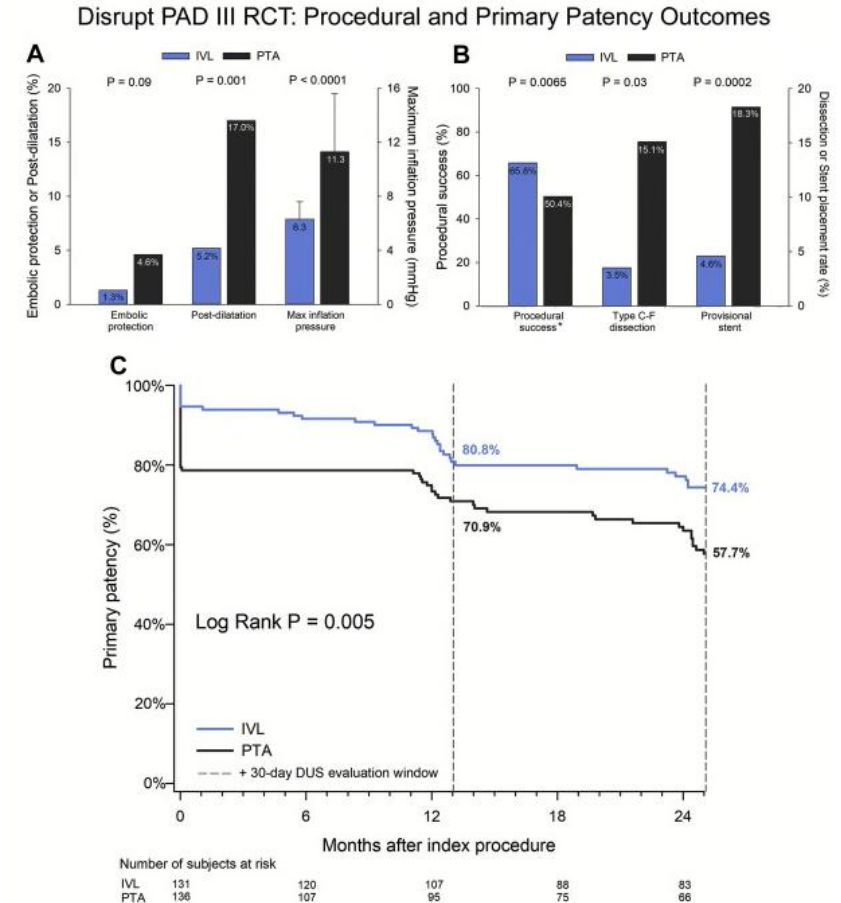 Disrupt PAD III RCT: Procedural and Primary Patency Outcomes
A
IVL PTA
P = 0.09 P = 0.001 P < 0.0001
Embolic protection or Post-dilatation (%)
20
15
10
5
0
1.3%
4.6%
5.2%
17.0%
6.3
11.3
16
12
8
4
0
Maximum inflation pressure (mmHg)
Embolic protection
Post-dilatation
Max inflation pressure
B
IVL PTA
P = 0.0065 P = 0.03 P = 0.0002
Procedural success (%)
100
80
60
40
20
0
65.8%
50.4%
3.5%
15.1%
4.6%
18.3%
20
15
10
5
0
Dissection or Stent placement rate (%)
Procedural success*
Type C-F dissection
Provisional stent
C
Primary patency (%)
100%
80%
60%
40%
20%
0%
80.8%
74.4%
70.9%
57.7%
Log Rank P = 0.005
IVL
PTA
+ 30-day DUS evaluation window
0 6 12 18 24
Months after index procedure
Number of subjects at risk
IVL 131 120 107 88 83
PTA 136 107 95 75 66